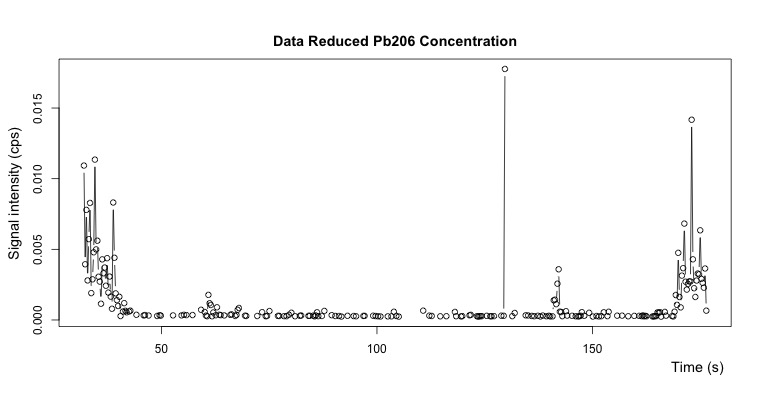 Data Reduced Pb206 Concentration
Signal intensity (cps)
0.015
0.010
0.005
0.000
50
100
150
Time (s)